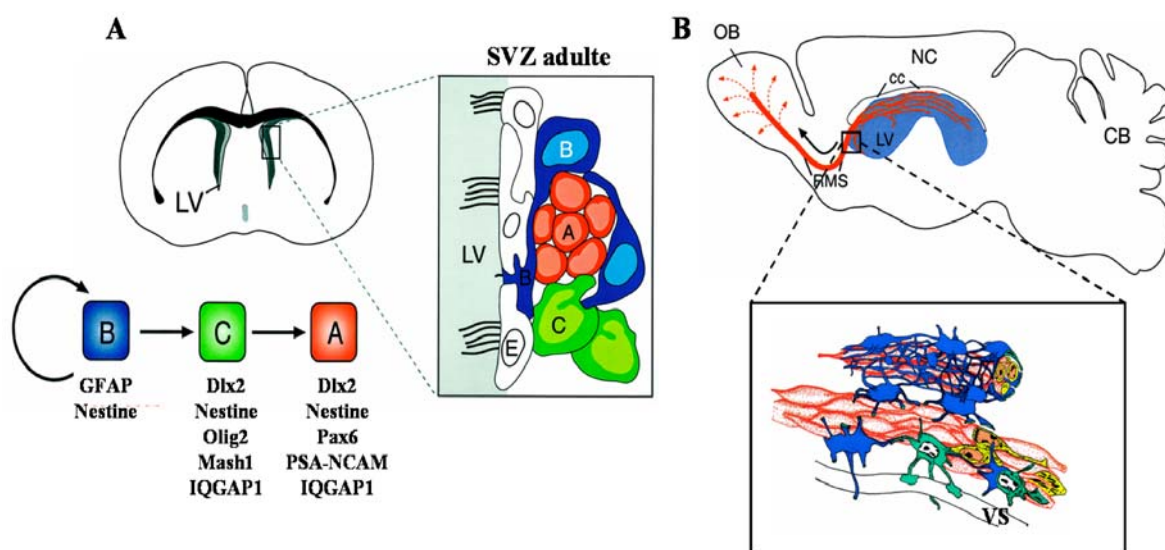 A
SVZ adulte
LV
B
A
LV
B
C
E
B
C
A
GFAP
Nestine
Dlx2
Nestine
Olig2
Mash1
IQGAP1
Dlx2
Nestine
Pax6
PSA-NCAM
IQGAP1
B
OB
NC
CC
LV
CB
RMS
VS